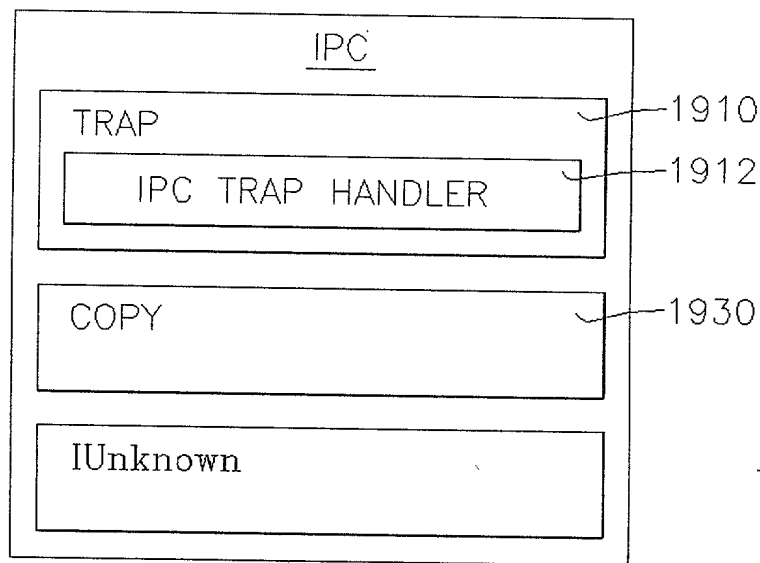 IPC
TRAP
1910
IPC TRAP HANDLER
1912
COPY
1930
IUnknown